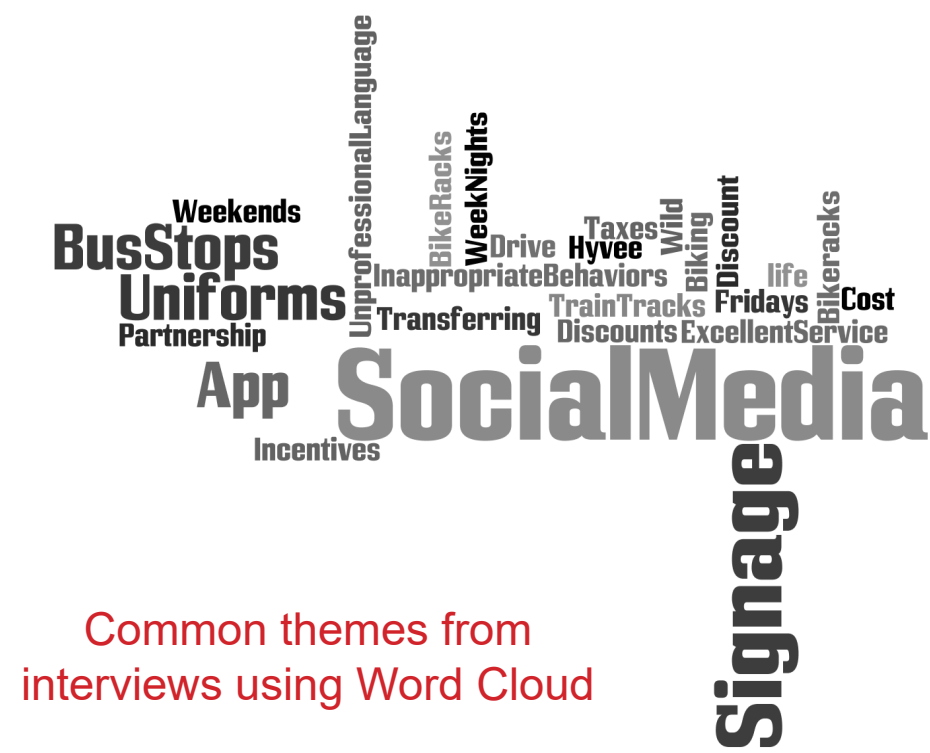 UnprofessionalLanguage
BikeRacks
WeekNights
Weekends
BusStops
Uniforms
Partnership
Drive
Taxes
Hyvee
Wild
Biking
Discount
InappropriateBehaviors
life
Bikeracks
TrainTracks
Fridays
Cost
Transferring
Discounts
ExcellentService
App
SocialMedia
Incentives
Signage
Common themes from
interviews using Word Cloud